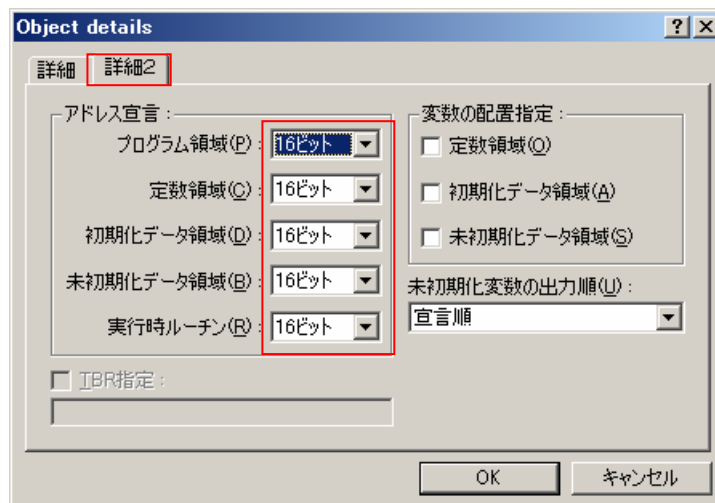 Object details
詳細 詳細2
アドレス宣言:
プログラム領域(P): 16ビット
定数領域(C): 16ビット
初期化データ領域(D): 16ビット
未初期化データ領域(B): 16ビット
実行時ルーチン(R): 16ビット
TBR指定:
変数の配置指定:
定数領域(O)
初期化データ領域(A)
未初期化データ領域(S)
未初期化変数の出力順(U):
宣言順
OK キャンセル